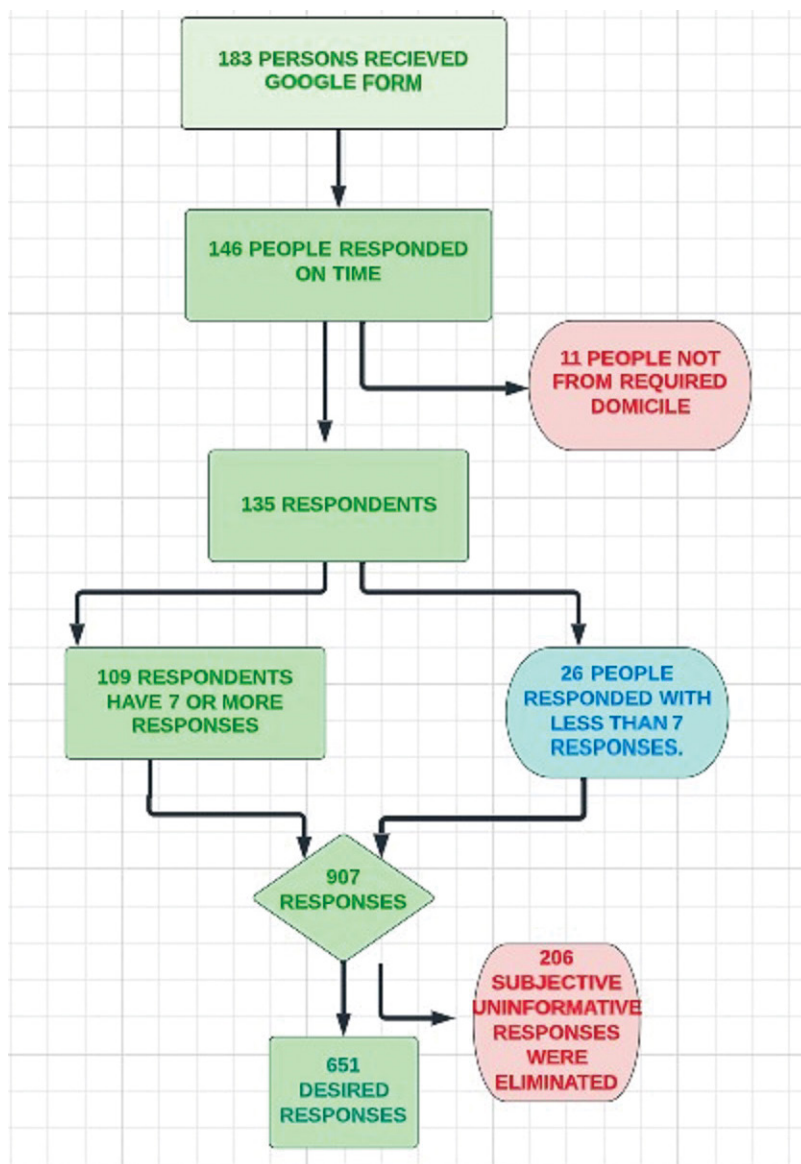 183 PERSONS RECIEVED
GOOGLE FORM
146 PEOPLE RESPONDED
ON TIME
11 PEOPLE NOT
FROM REQUIRED
DOMICILE
135 RESPONDENTS
109 RESPONDENTS
HAVE 7 OR MORE
RESPONSES
26 PEOPLE
RESPONDED WITH
LESS THAN 7
RESPONSES.
907
RESPONSES
206
SUBJECTIVE
UNINFORMATIVE
RESPONSES
WERE
ELIMINATED
651
DESIRED
RESPONSES